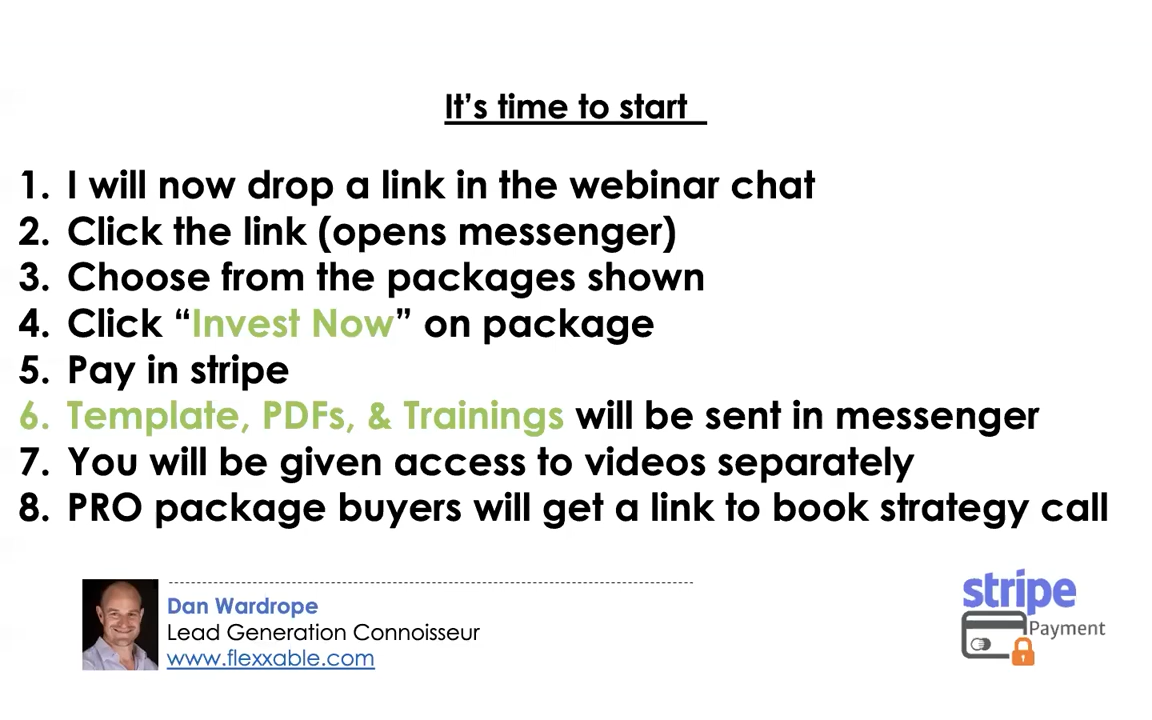 It’s time to start
1. I will now drop a link in the webinar chat
2. Click the link (opens messenger)
3. Choose from the packages shown
4. Click “Invest Now” on package
5. Pay in stripe
6. Template, PDFs, & Trainings will be sent in messenger
7. You will be given access to videos separately
8. PRO package buyers will get a link to book strategy call
Dan Wardrope
Lead Generation Connoisseur
www.flexxable.com
stripe
Payment